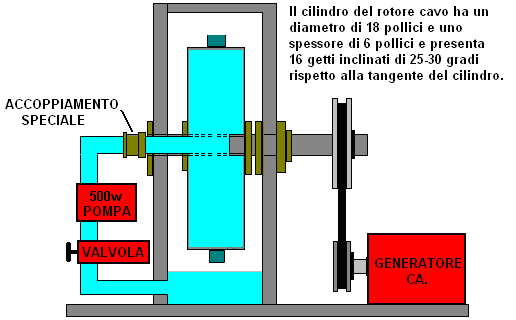 Il cilindro del rotore cavo ha un
diametro di 18 pollici e uno
spessore di 6 pollici e presenta
16 getti inclinati di 25-30 gradi
rispetto alla tangente del cilindro.
ACCOPPIAMENTO
SPECIALE
500w
POMPA
VALVOLA
GENERATORE
CA.